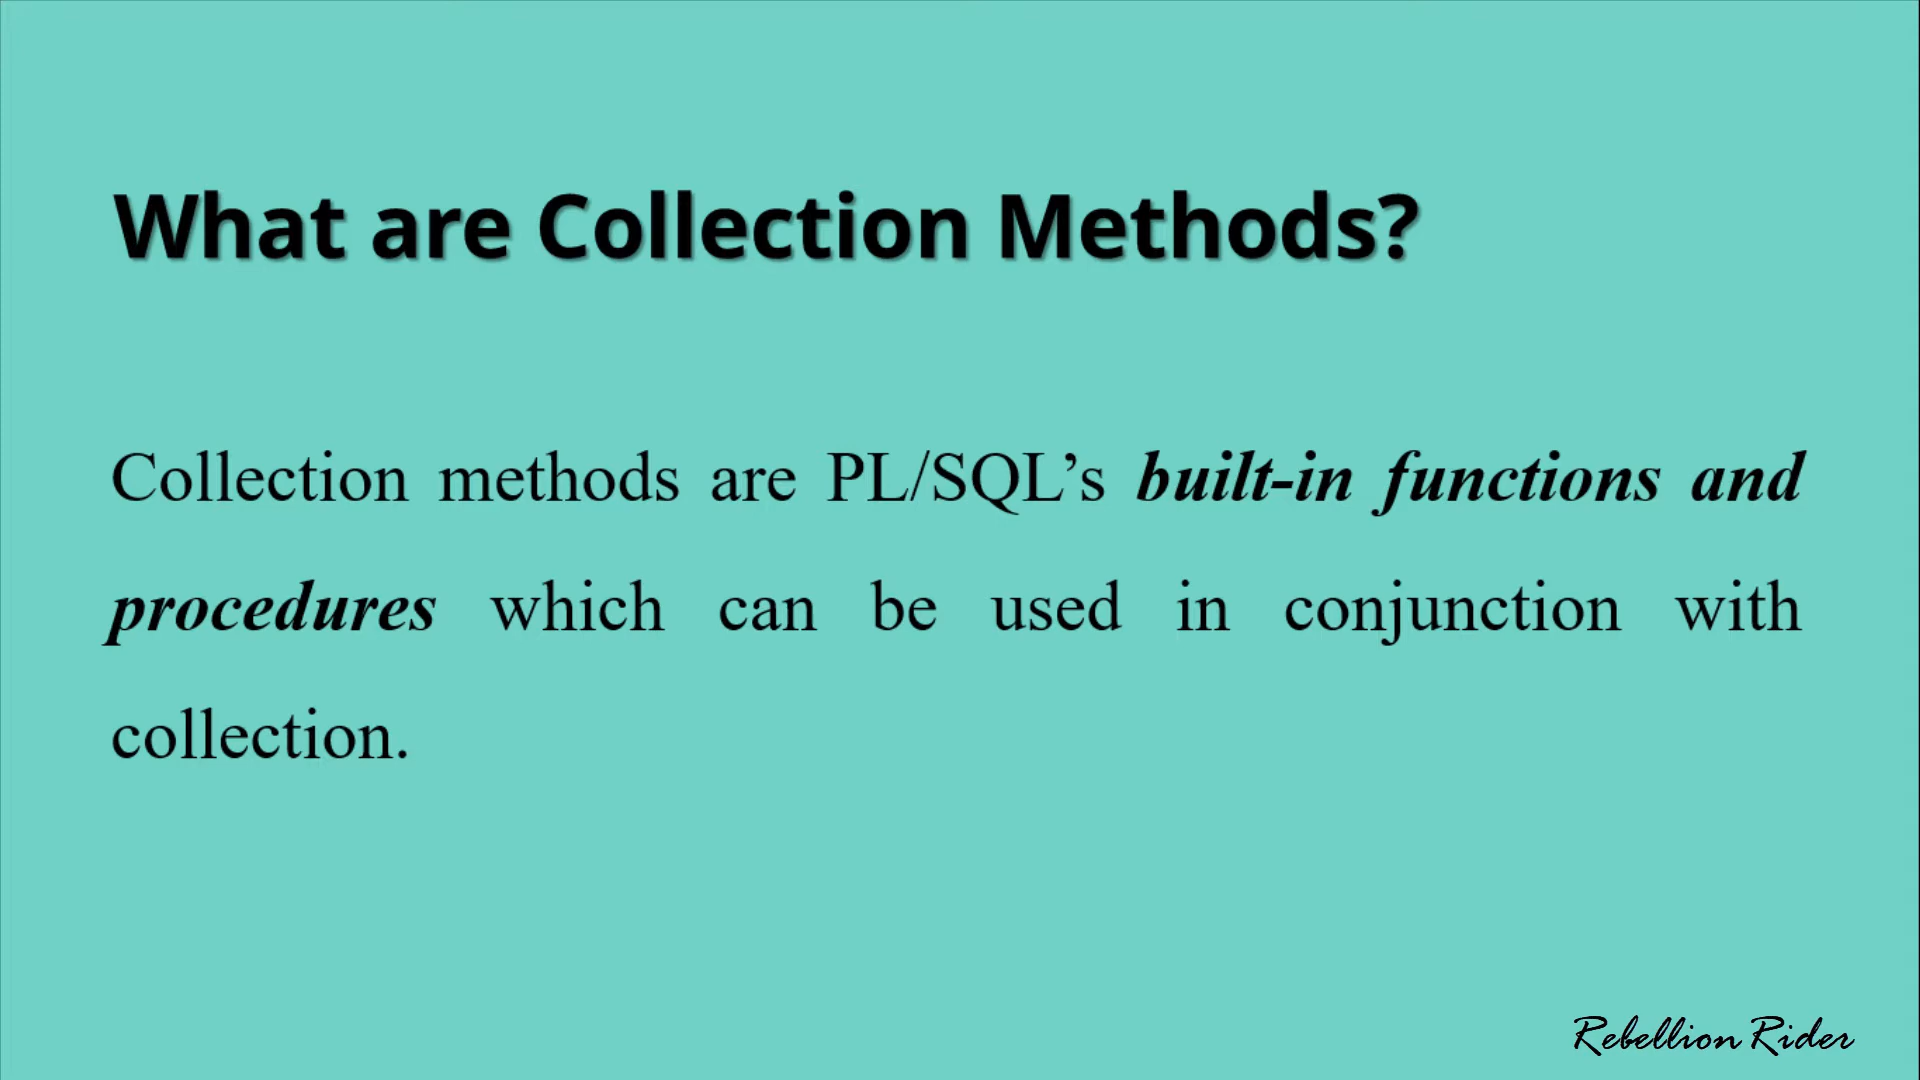 What are Collection Methods?
Collection methods are PL/SQL’s built-in functions and
procedures which can be used in conjunction with
collection.
Rebellion Rider